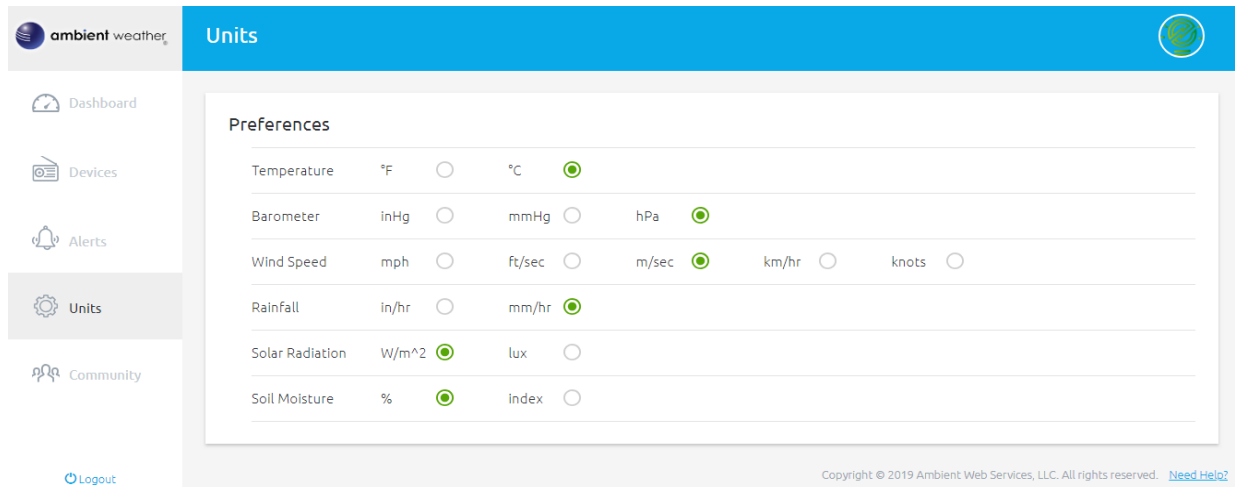 ambient weather®
Units
Dashboard
Devices
Alerts
Units
Community
Logout
Preferences
Temperature °F °C
Barometer inHg mmHg hPa
Wind Speed mph ft/sec m/sec km/hr knots
Rainfall in/hr mm/hr
Solar Radiation W/m^2 lux
Soil Moisture % index
Copyright © 2019 Ambient Web Services, LLC. All rights reserved. Need Help?